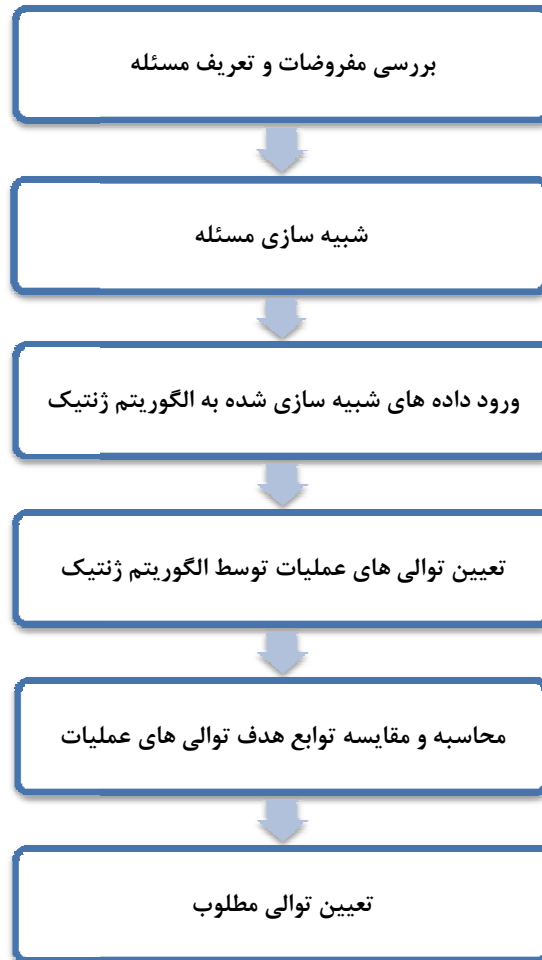 بررسی مفروضات و تعریف مسئله
شبیه سازی مسئله
ورود داده های شبیه سازی شده به الگوریتم ژنتیک
تعیین توالی های عملیات توسط الگوریتم ژنتیک
محاسبه و مقایسه توابع هدف توالی های عملیات
تعیین توالی مطلوب